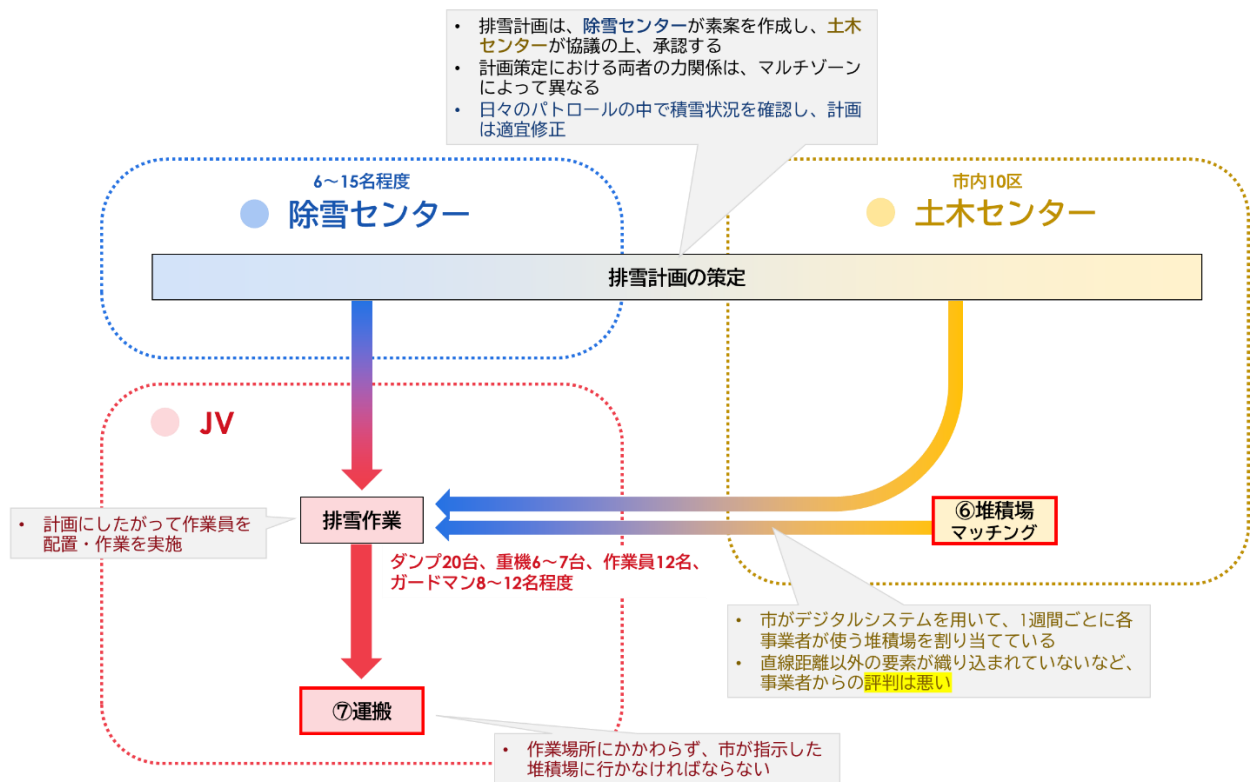 • 排雪計画は、除雪センターが素案を作成し、土木
センターが協議の上、承認する
• 計画策定における両者の力関係は、マルチゾーン
によって異なる
• 日々のパトロールの中で積雪状況を確認し、計画
は適宜修正
6〜15名程度
除雪センター
市内10区
土木センター
排雪計画の策定
JV
• 計画にしたがって作業員を
配置・作業を実施
排雪作業
⑥堆積場
マッチング
ダンプ20台、重機6〜7台、作業員12名、
ガードマン8〜12名程度
• 市がデジタルシステムを用いて、1週間ごとに各
事業者が使う堆積場を割り当てている
• 直線距離以外の要素が織り込まれていないなど、
事業者からの評判は悪い
⑦運搬
• 作業場所にかかわらず、市が指示した
堆積場に行かなければならない